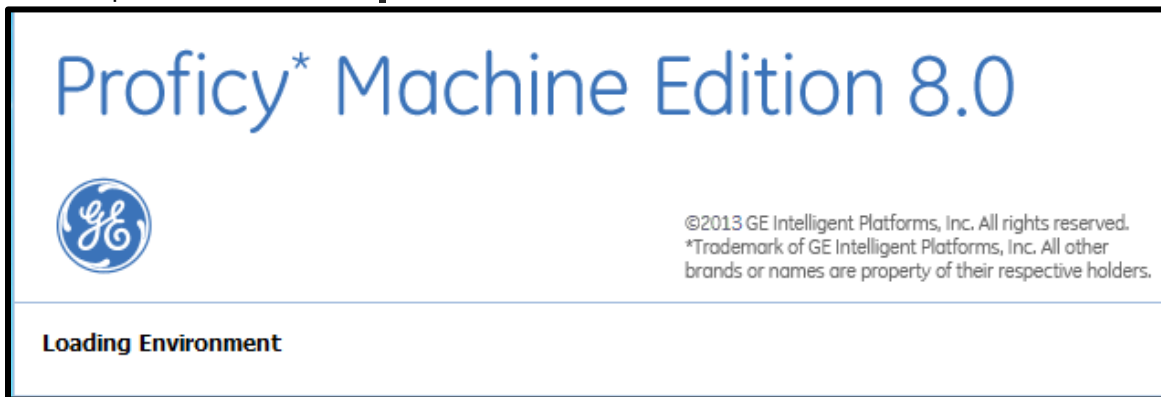 Proficy* Machine Edition 8.0
GE
©2013 GE Intelligent Platforms, Inc. All rights reserved.
*Trademark of GE Intelligent Platforms, Inc. All other
brands or names are property of their respective holders.
Loading Environment